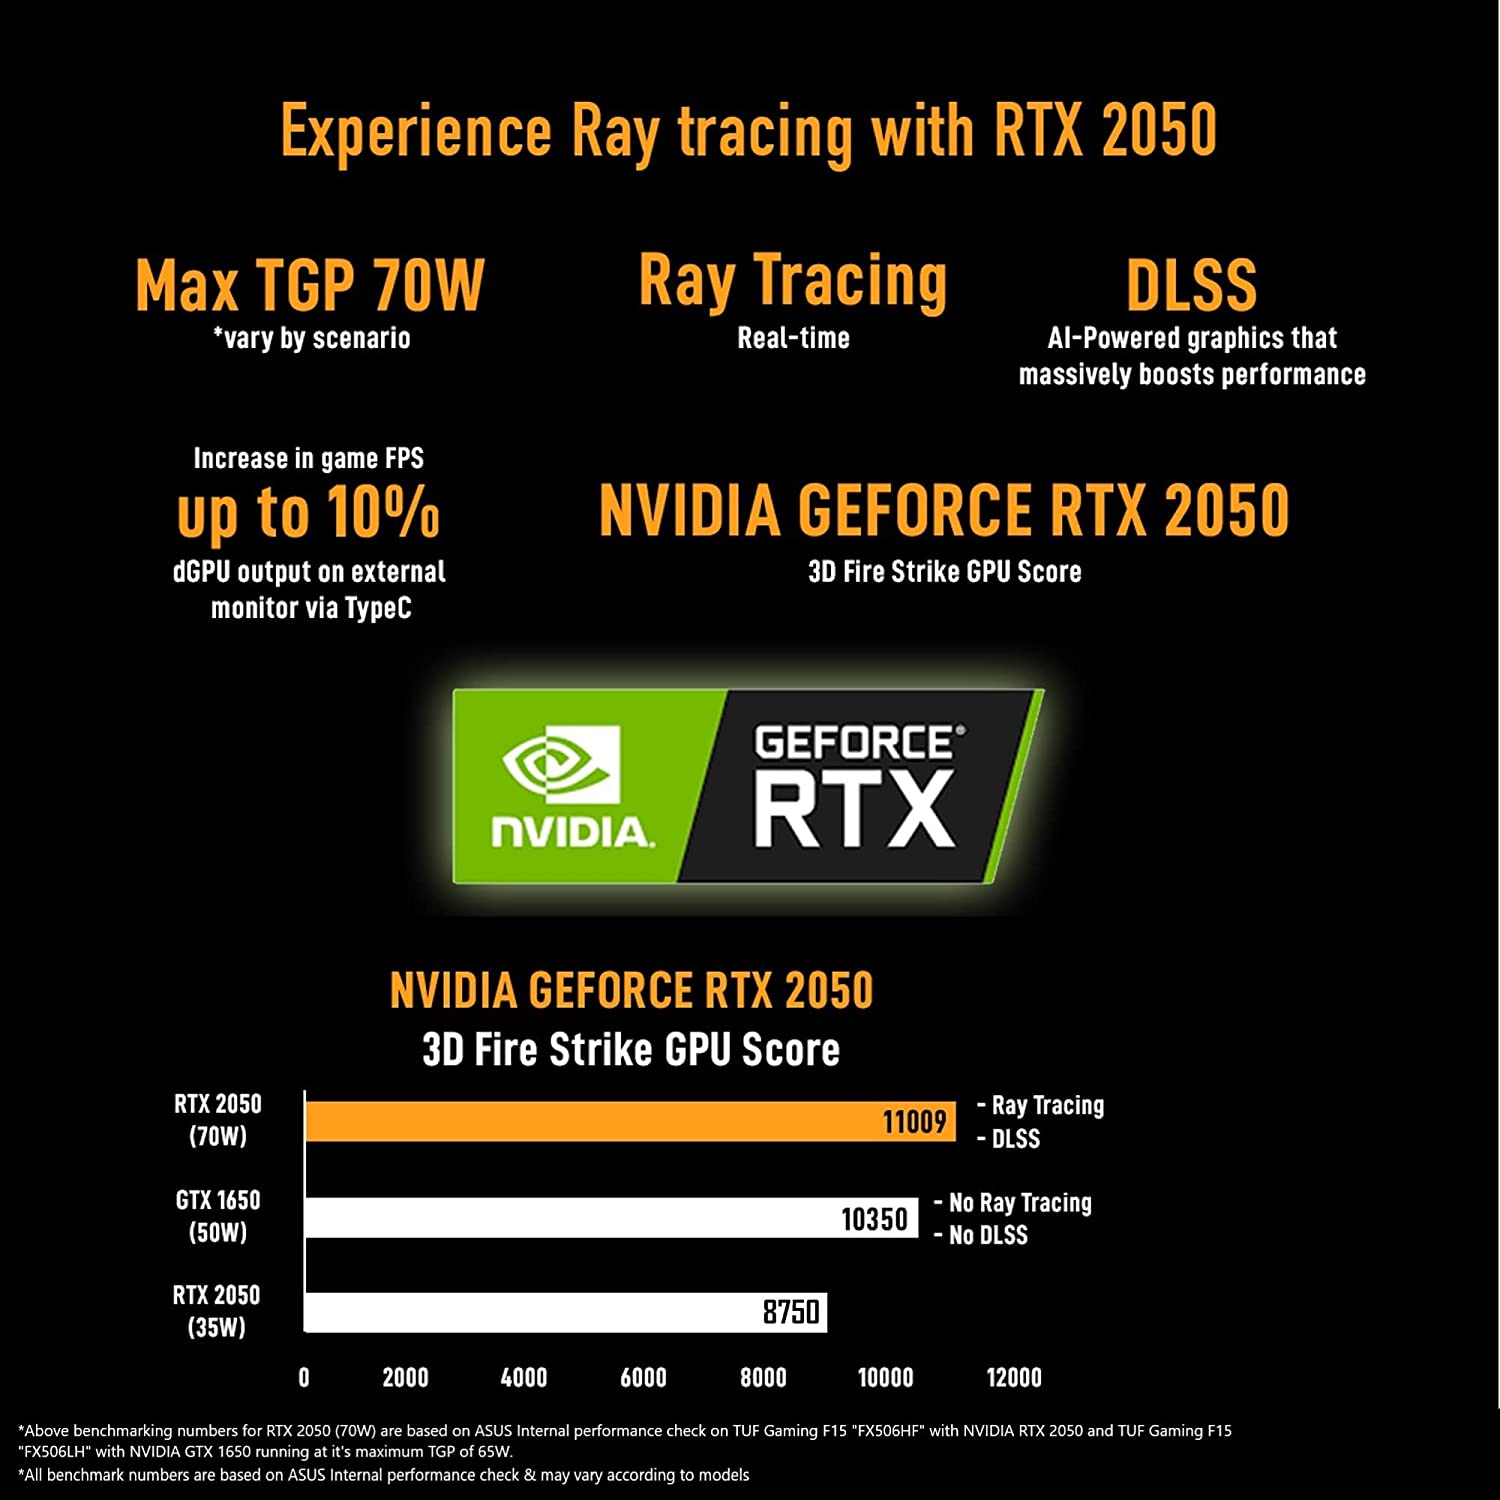 Experience Ray tracing with RTX 2050
Max TGP 70W
*vary by scenario
Ray Tracing
Real-time
DLSS
AI-Powered graphics that
massively boosts performance
Increase in game FPS
up to 10%
dGPU output on external
monitor via TypeC
NVIDIA GEFORCE RTX 2050
3D Fire Strike GPU Score
NVIDIA.
GEFORCE®
RTX
NVIDIA GEFORCE RTX 2050
3D Fire Strike GPU Score
RTX 2050
(70W)
11009
- Ray Tracing
- DLSS
GTX 1650
(50W)
10350
- No Ray Tracing
- No DLSS
RTX 2050
(35W)
8750
0 2000 4000 6000 8000 10000 12000
*Above benchmarking numbers for RTX 2050 (70W) are based on ASUS Internal performance check on TUF Gaming F15 "FX506HF" with NVIDIA RTX 2050 and TUF Gaming F15
"FX506LH" with NVIDIA GTX 1650 running at it's maximum TGP of 65W.
*All benchmark numbers are based on ASUS Internal performance check & may vary according to models